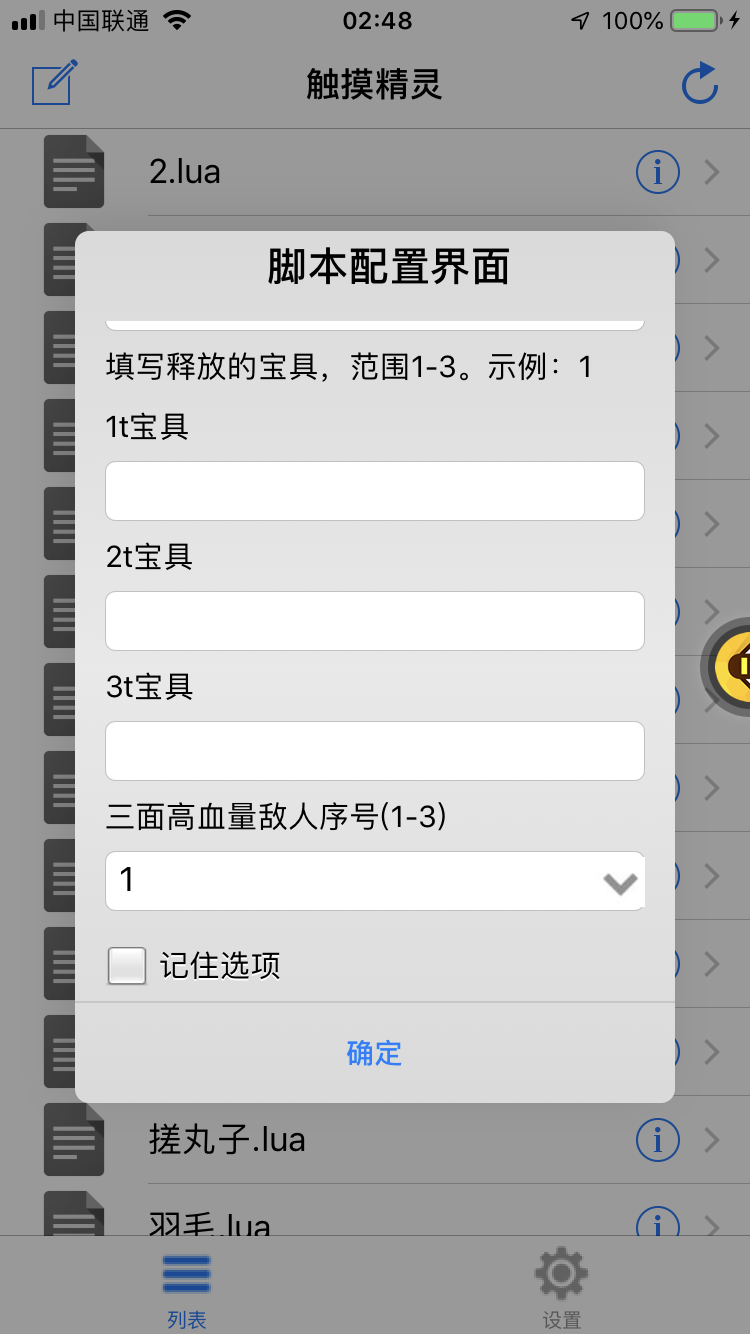 中国联通 02:48 100%
触摸精灵
2.lua
脚本配置界面
填写释放的宝具，范围1-3。示例：1
1t宝具
2t宝具
3t宝具
三面高血量敌人序号(1-3)
1
记住选项
确定
搓丸子.lua
羽毛.lua
列表 设置